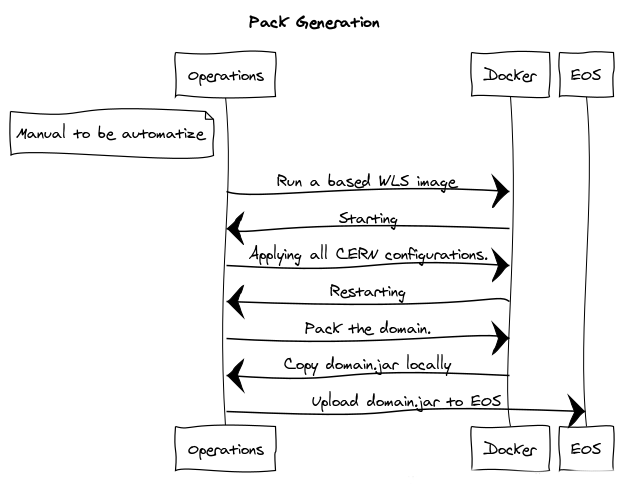 Pack Generation
Operations
Docker
EOS
Manual to be automatize
Run a based WLS image
Starting
Applying all CERN configurations.
Restarting
Pack the domain.
Copy domain.jar locally
Upload domain.jar to EOS
Operations
Docker
EOS